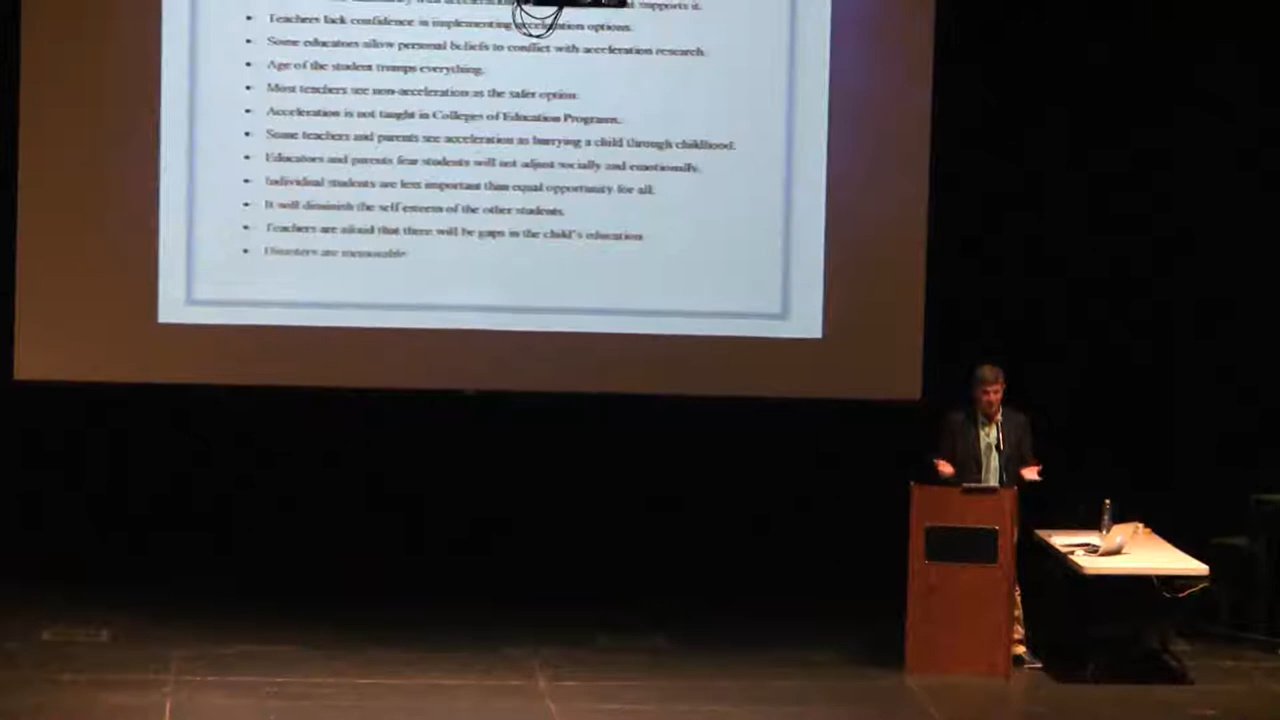 supports it.
• Teachers lack confidence in implementing acceleration options.
• Some educators allow personal beliefs to conflict with acceleration research.
• Age of the student trumps everything.
• Most teachers see non-acceleration as the safer option.
• Acceleration is not taught in Colleges of Education Programs.
• Some teachers and parents see acceleration as hurrying a child through childhood.
• Educators and parents fear students will not adjust socially and emotionally.
• Individual students are less important than equal opportunity for all.
• It will diminish the self esteem of the other students.
• Teachers are afraid that there will be gaps in the child's education
• Disasters are memorable